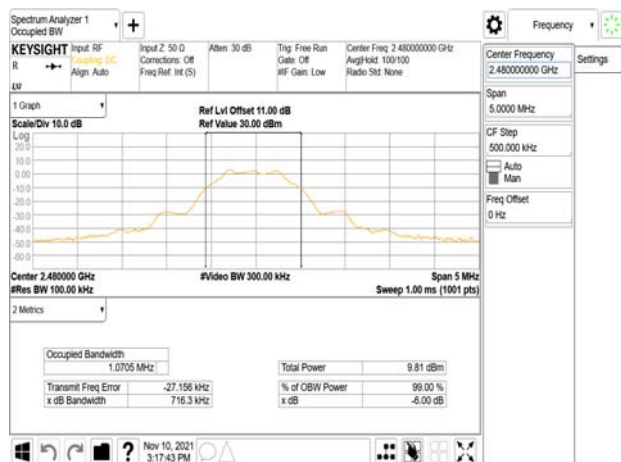 Spectrum Analyzer 1
Occupied BW
Frequency
KEYSIGHT
R
LXI
Input: RF
Coupling: DC
Align: Auto
Input Z: 50 Ω
Corrections: Off
Freq Ref: Int (S)
Atten: 30 dB
Trig: Free Run
Gate: Off
#IF Gain: Low
Center Freq: 2.480000000 GHz
Avg|Hold: 100/100
Radio Std: None
Center Frequency
2.480000000 GHz
Settings
Span
5.0000 MHz
CF Step
500.000 kHz
Auto
Man
Freq Offset
0 Hz
1 Graph
Scale/Div 10.0 dB
Ref Lvl Offset 11.00 dB
Ref Value 30.00 dBm
Log
20.0
10.0
0.00
-10.0
-20.0
-30.0
-40.0
-50.0
-60.0
Center 2.480000 GHz
#Res BW 100.00 kHz
#Video BW 300.00 kHz
Span 5 MHz
Sweep 1.00 ms (1001 pts)
2 Metrics
Occupied Bandwidth
1.0705 MHz
Total Power 9.81 dBm
Transmit Freq Error -27.156 kHz
% of OBW Power 99.00 %
x dB Bandwidth 716.3 kHz
x dB -6.00 dB
Nov 10, 2021
3:17:43 PM